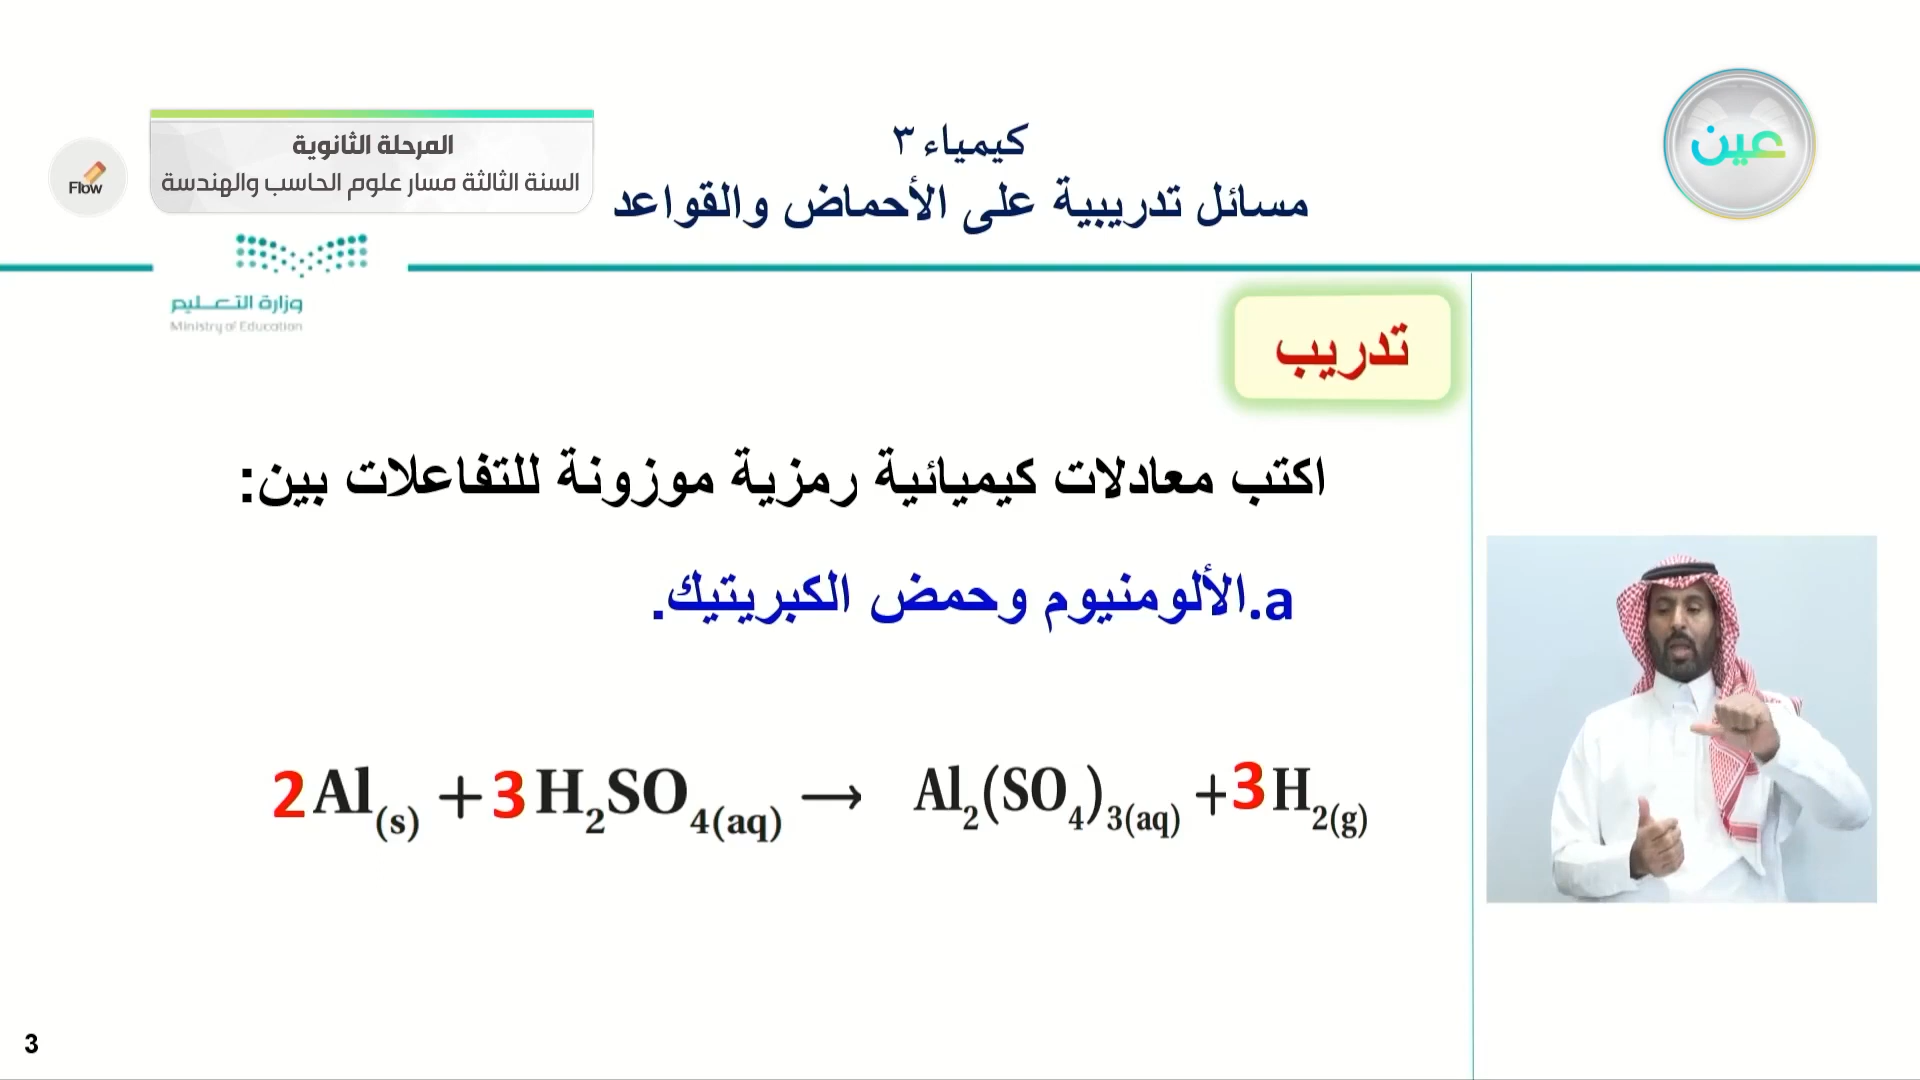 كيمياء ٣
مسائل تدريبية على الأحماض والقواعد
عين
المرحلة الثانوية
السنة الثالثة مسار علوم الحاسب والهندسة
Flow
وزارة التعليم
Ministry of Education
تدريب
اكتب معادلات كيميائية رمزية موزونة للتفاعلات بين:
a.الألومنيوم وحمض الكبريتيك.
2Al(s) + 3H₂SO₄(aq) → Al₂(SO₄)₃(aq) + 3H₂(g)
3